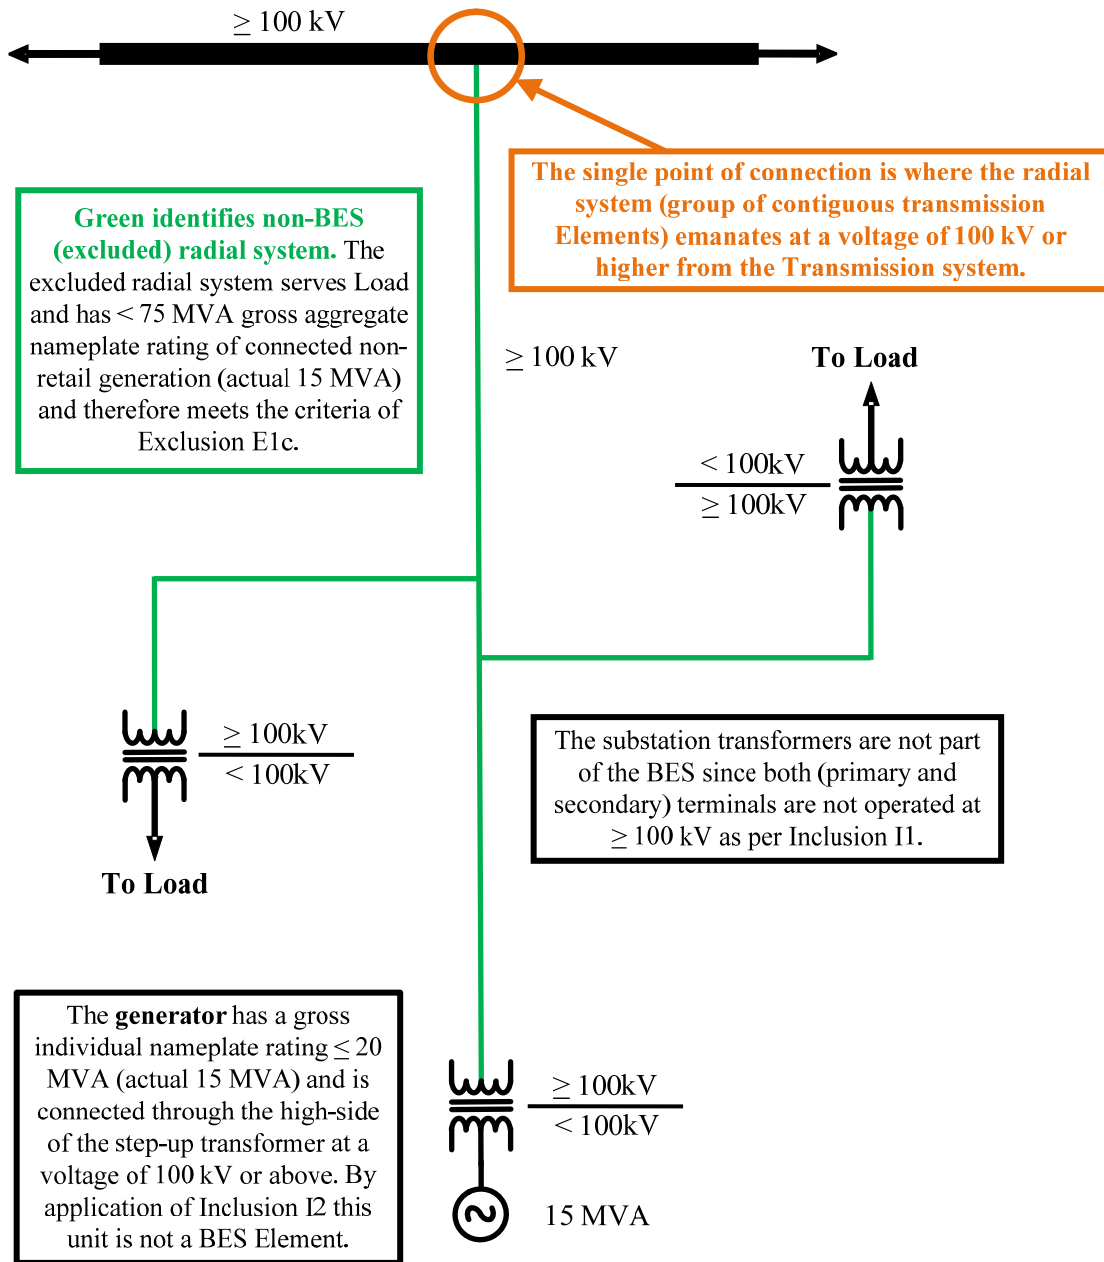 ≥ 100 kV
The single point of connection is where the radial
system (group of contiguous transmission
Elements) emanates at a voltage of 100 kV or
higher from the Transmission system.
Green identifies non-BES
(excluded) radial system. The
excluded radial system serves Load
and has < 75 MVA gross aggregate
nameplate rating of connected non-
retail generation (actual 15 MVA)
and therefore meets the criteria of
Exclusion E1c.
≥ 100 kV
To Load
< 100kV
≥ 100kV
≥ 100kV
< 100kV
To Load
The substation transformers are not part
of the BES since both (primary and
secondary) terminals are not operated at
≥ 100 kV as per Inclusion I1.
The generator has a gross
individual nameplate rating ≤ 20
MVA (actual 15 MVA) and is
connected through the high-side
of the step-up transformer at a
voltage of 100 kV or above. By
application of Inclusion I2 this
unit is not a BES Element.
≥ 100kV
< 100kV
15 MVA